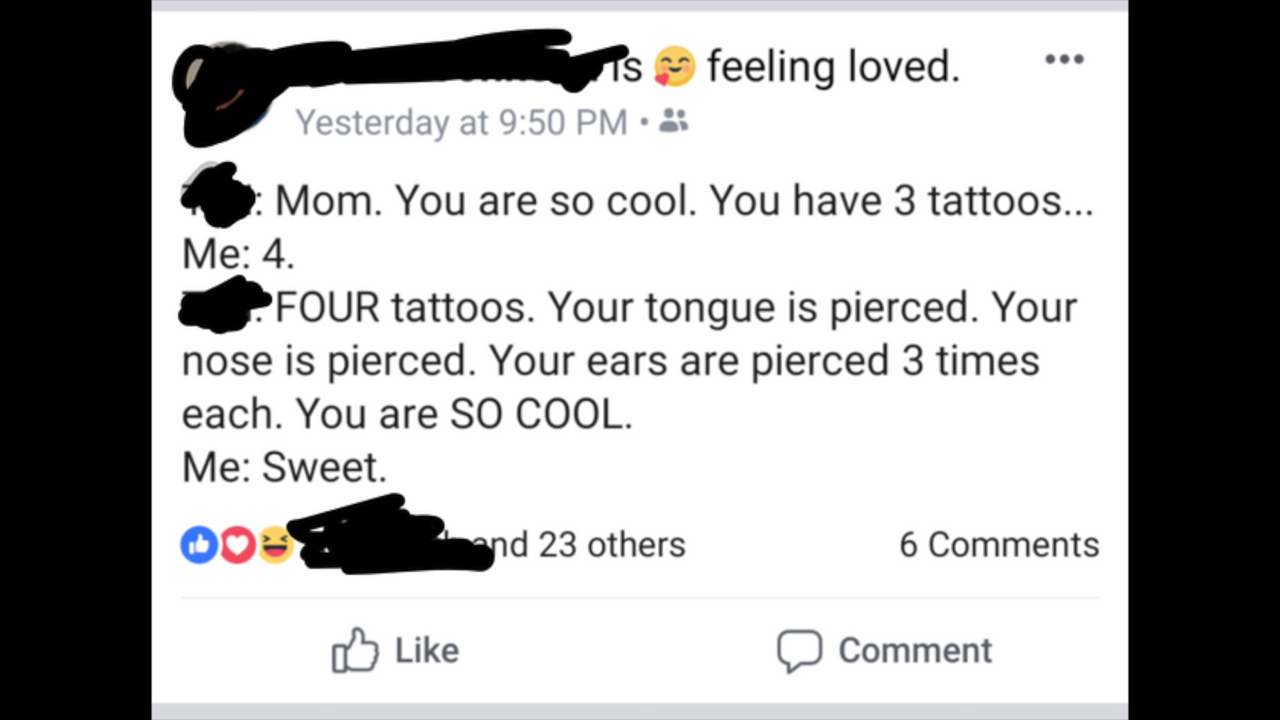 is 🥰 feeling loved.
Yesterday at 9:50 PM •
: Mom. You are so cool. You have 3 tattoos...
Me: 4.
FOUR tattoos. Your tongue is pierced. Your
nose is pierced. Your ears are pierced 3 times
each. You are SO COOL.
Me: Sweet.
and 23 others 6 Comments
Like Comment